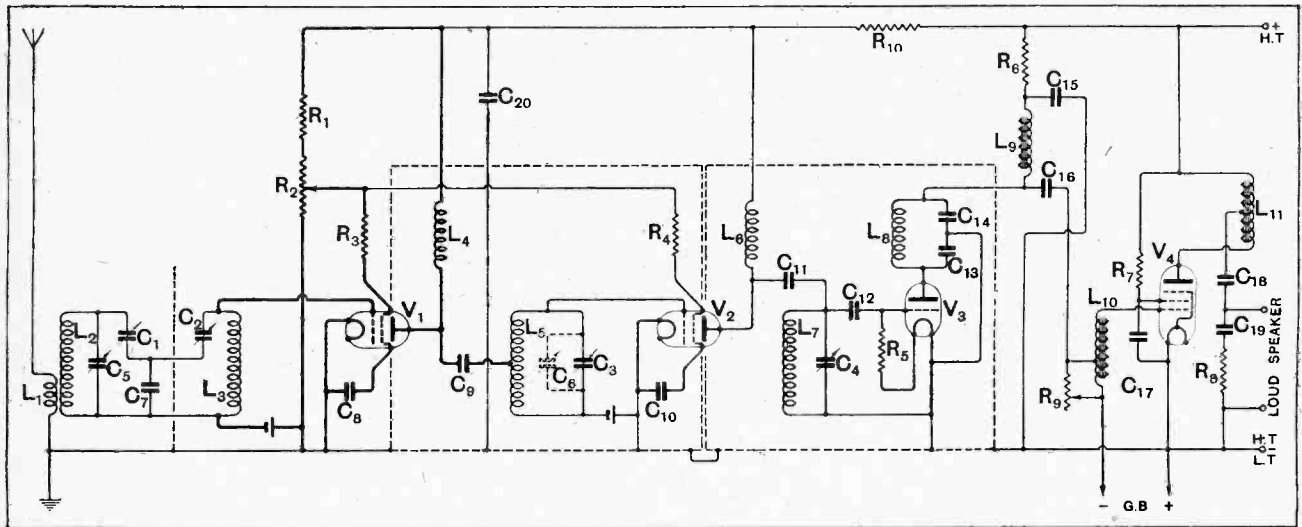 H.T +
R10
R6
C15
C20
R1
L9
C16
R2
R3
L4
R4
L6
L8
C14
C13
L11
V4
R7
C18
L10
C19
V1
V2
C11
C12
V3
L2
C1
C2
L5
L7
C5
L3
C6
C3
C4
R5
R8
L1
C7
C9
C8
C10
C17
R9
LOUD SPEAKER
H.T −
L.T
− G.B +